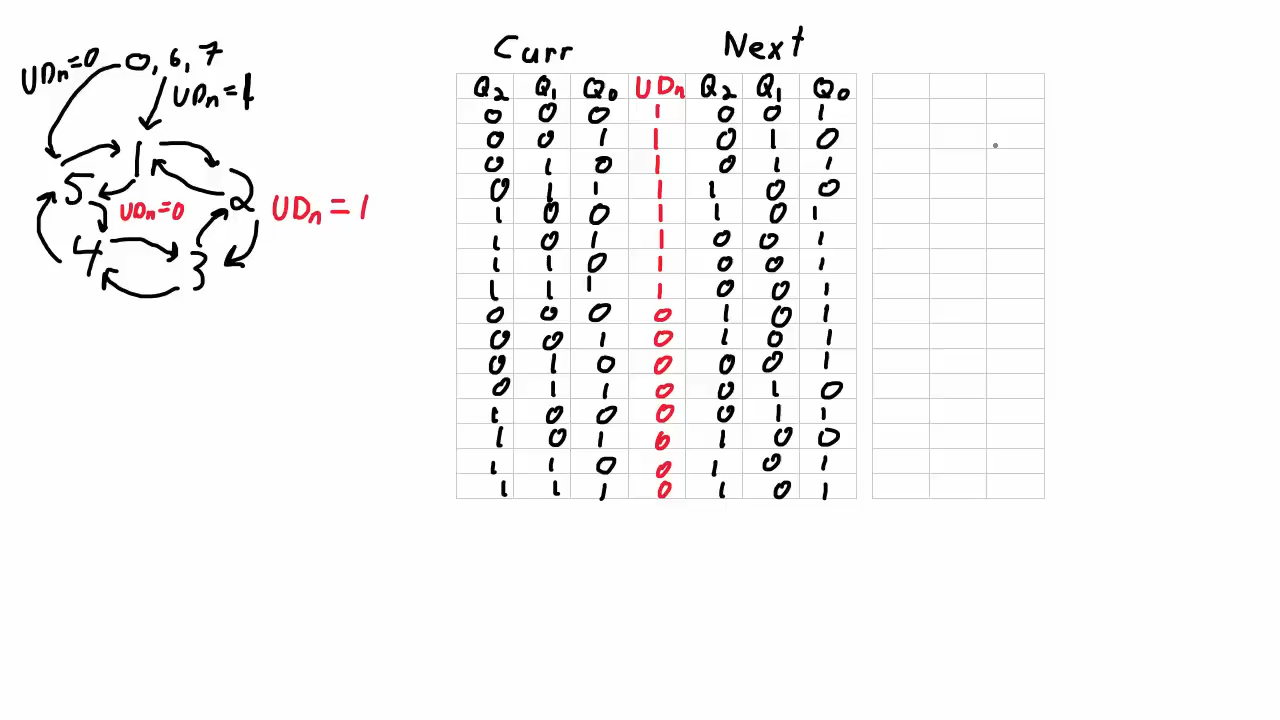 UDn=0 0, 6, 7
UDn=1
1
5 2
UDn=0 UDn=1
4 3
Curr Next
Q2 Q1 Q0 UDn Q2 Q1 Q0
0 0 0 1 0 0 1
0 0 1 1 0 1 0
0 1 0 1 0 1 1
0 1 1 1 1 0 0
1 0 0 1 1 0 1
1 0 1 1 0 0 1
1 1 0 1 0 0 1
1 1 1 1 0 0 1
0 0 0 0 1 0 1
0 0 1 0 1 0 1
0 1 0 0 0 0 1
0 1 1 0 0 1 0
1 0 0 0 0 1 1
1 0 1 0 1 0 0
1 1 0 0 1 0 1
1 1 1 0 1 0 1